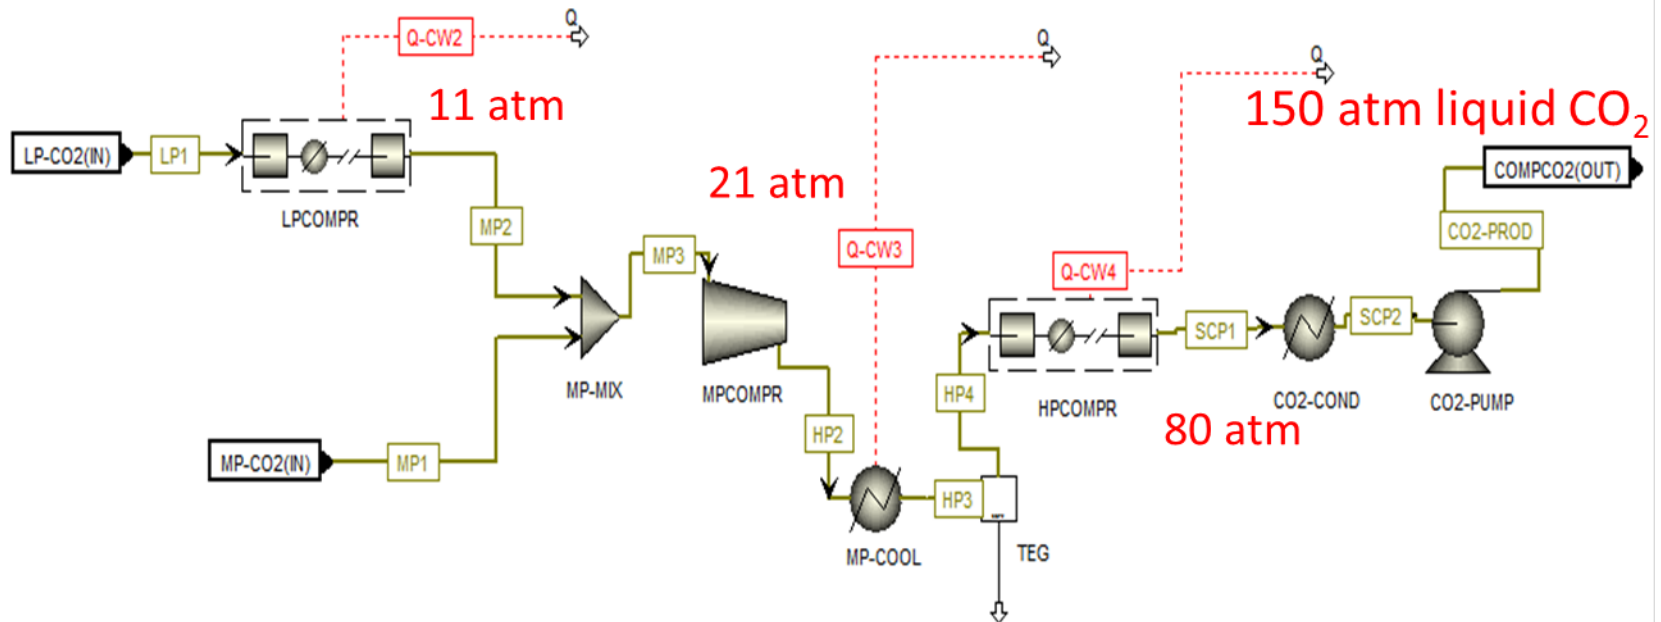 Q
Q-CW2
11 atm
LP-CO2(IN)
LP1
LPCOMPR
MP2
21 atm
MP3
MP-MIX
MPCOMPR
MP-CO2(IN)
MP1
HP2
Q
Q-CW3
MP-COOL
HP3
TEG
HP4
Q
Q-CW4
HPCOMPR
80 atm
SCP1
CO2-COND
SCP2
CO2-PUMP
150 atm liquid CO₂
COMPCO2(OUT)
CO2-PROD